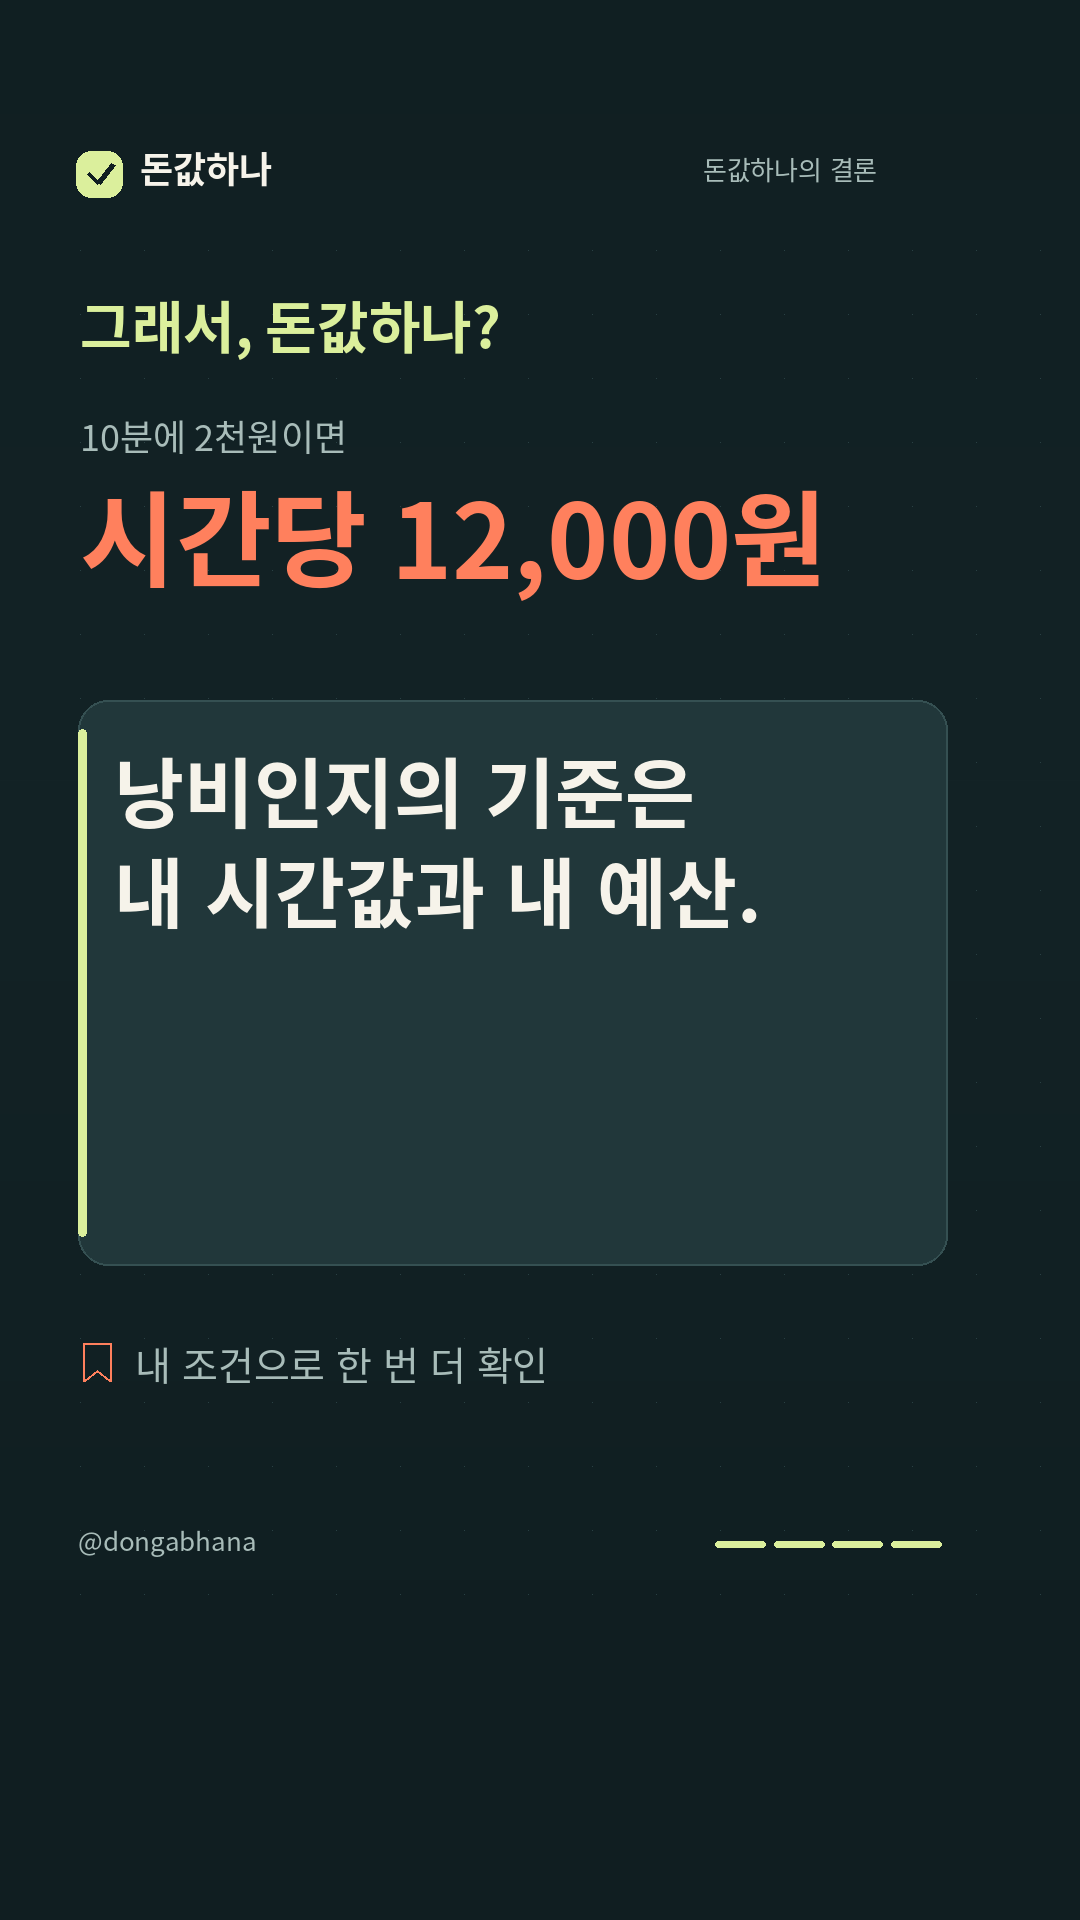 돈값하나
돈값하나의 결론
그래서, 돈값하나?
10분에 2천원이면
시간당 12,000원
낭비인지의 기준은
내 시간값과 내 예산.
내 조건으로 한 번 더 확인
@dongabhana